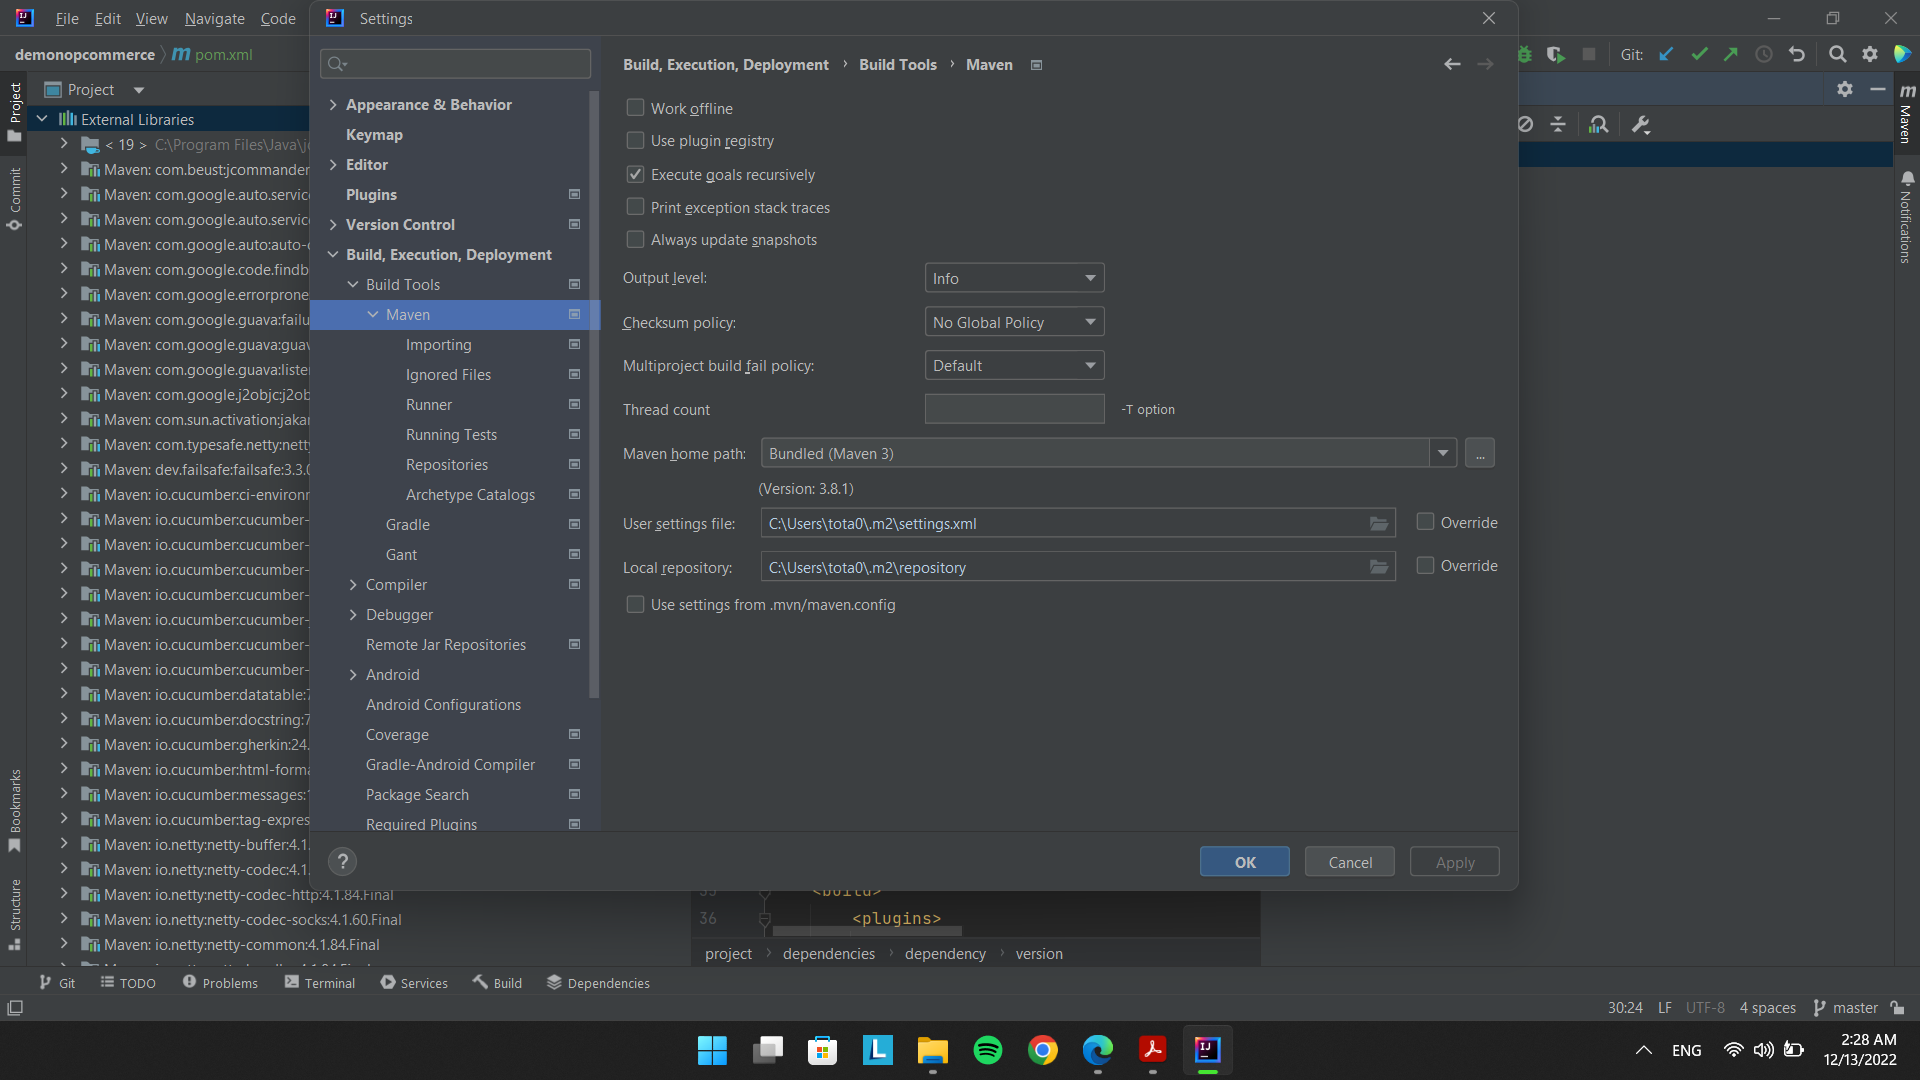 File Edit View Navigate Code
Settings
demonopcommerce pom.xml
Git:
Project
External Libraries
< 19 > C:\Program Files\Java\
Maven: com.beust:jcommander
Maven: com.google.auto.service
Maven: com.google.auto.service
Maven: com.google.auto:auto-
Maven: com.google.code.findb
Maven: com.google.errorprone
Maven: com.google.guava:failu
Maven: com.google.guava:guav
Maven: com.google.guava:listen
Maven: com.google.j2objc:j2ob
Maven: com.sun.activation:jakar
Maven: com.typesafe.netty:netty
Maven: dev.failsafe:failsafe:3.3.0
Maven: io.cucumber:ci-environm
Maven: io.cucumber:cucumber-
Maven: io.cucumber:cucumber-
Maven: io.cucumber:cucumber-
Maven: io.cucumber:cucumber-
Maven: io.cucumber:cucumber-
Maven: io.cucumber:cucumber-
Maven: io.cucumber:cucumber-
Maven: io.cucumber:datatable:7
Maven: io.cucumber:docstring:7
Maven: io.cucumber:gherkin:24.
Maven: io.cucumber:html-forma
Maven: io.cucumber:messages:
Maven: io.cucumber:tag-expres
Maven: io.netty:netty-buffer:4.1.
Maven: io.netty:netty-codec:4.1.
Maven: io.netty:netty-codec-http:4.1.84.Final
Maven: io.netty:netty-codec-socks:4.1.60.Final
Maven: io.netty:netty-common:4.1.84.Final
Project
Commit
Bookmarks
Structure
Appearance & Behavior
Keymap
Editor
Plugins
Version Control
Build, Execution, Deployment
Build Tools
Maven
Importing
Ignored Files
Runner
Running Tests
Repositories
Archetype Catalogs
Gradle
Gant
Compiler
Debugger
Remote Jar Repositories
Android
Android Configurations
Coverage
Gradle-Android Compiler
Package Search
Required Plugins
Build, Execution, Deployment › Build Tools › Maven
Work offline
Use plugin registry
Execute goals recursively
Print exception stack traces
Always update snapshots
Output level: Info
Checksum policy: No Global Policy
Multiproject build fail policy: Default
Thread count -T option
Maven home path: Bundled (Maven 3) ...
(Version: 3.8.1)
User settings file: C:\Users\tota0\.m2\settings.xml Override
Local repository: C:\Users\tota0\.m2\repository Override
Use settings from .mvn/maven.config
? OK Cancel Apply
Maven
Notifications
35 <build>
36 <plugins>
project › dependencies › dependency › version
Git TODO Problems Terminal Services Build Dependencies
30:24 LF UTF-8 4 spaces master
ENG
2:28 AM
12/13/2022